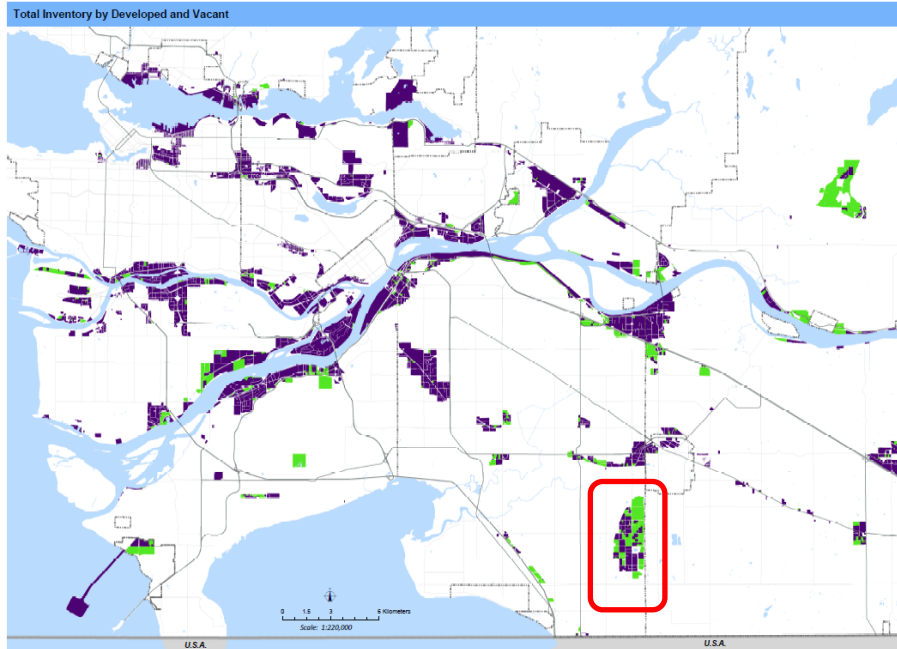 Total Inventory by Developed and Vacant
0 1.5 3 6 Kilometers
Scale: 1:220,000
U.S.A.
U.S.A.